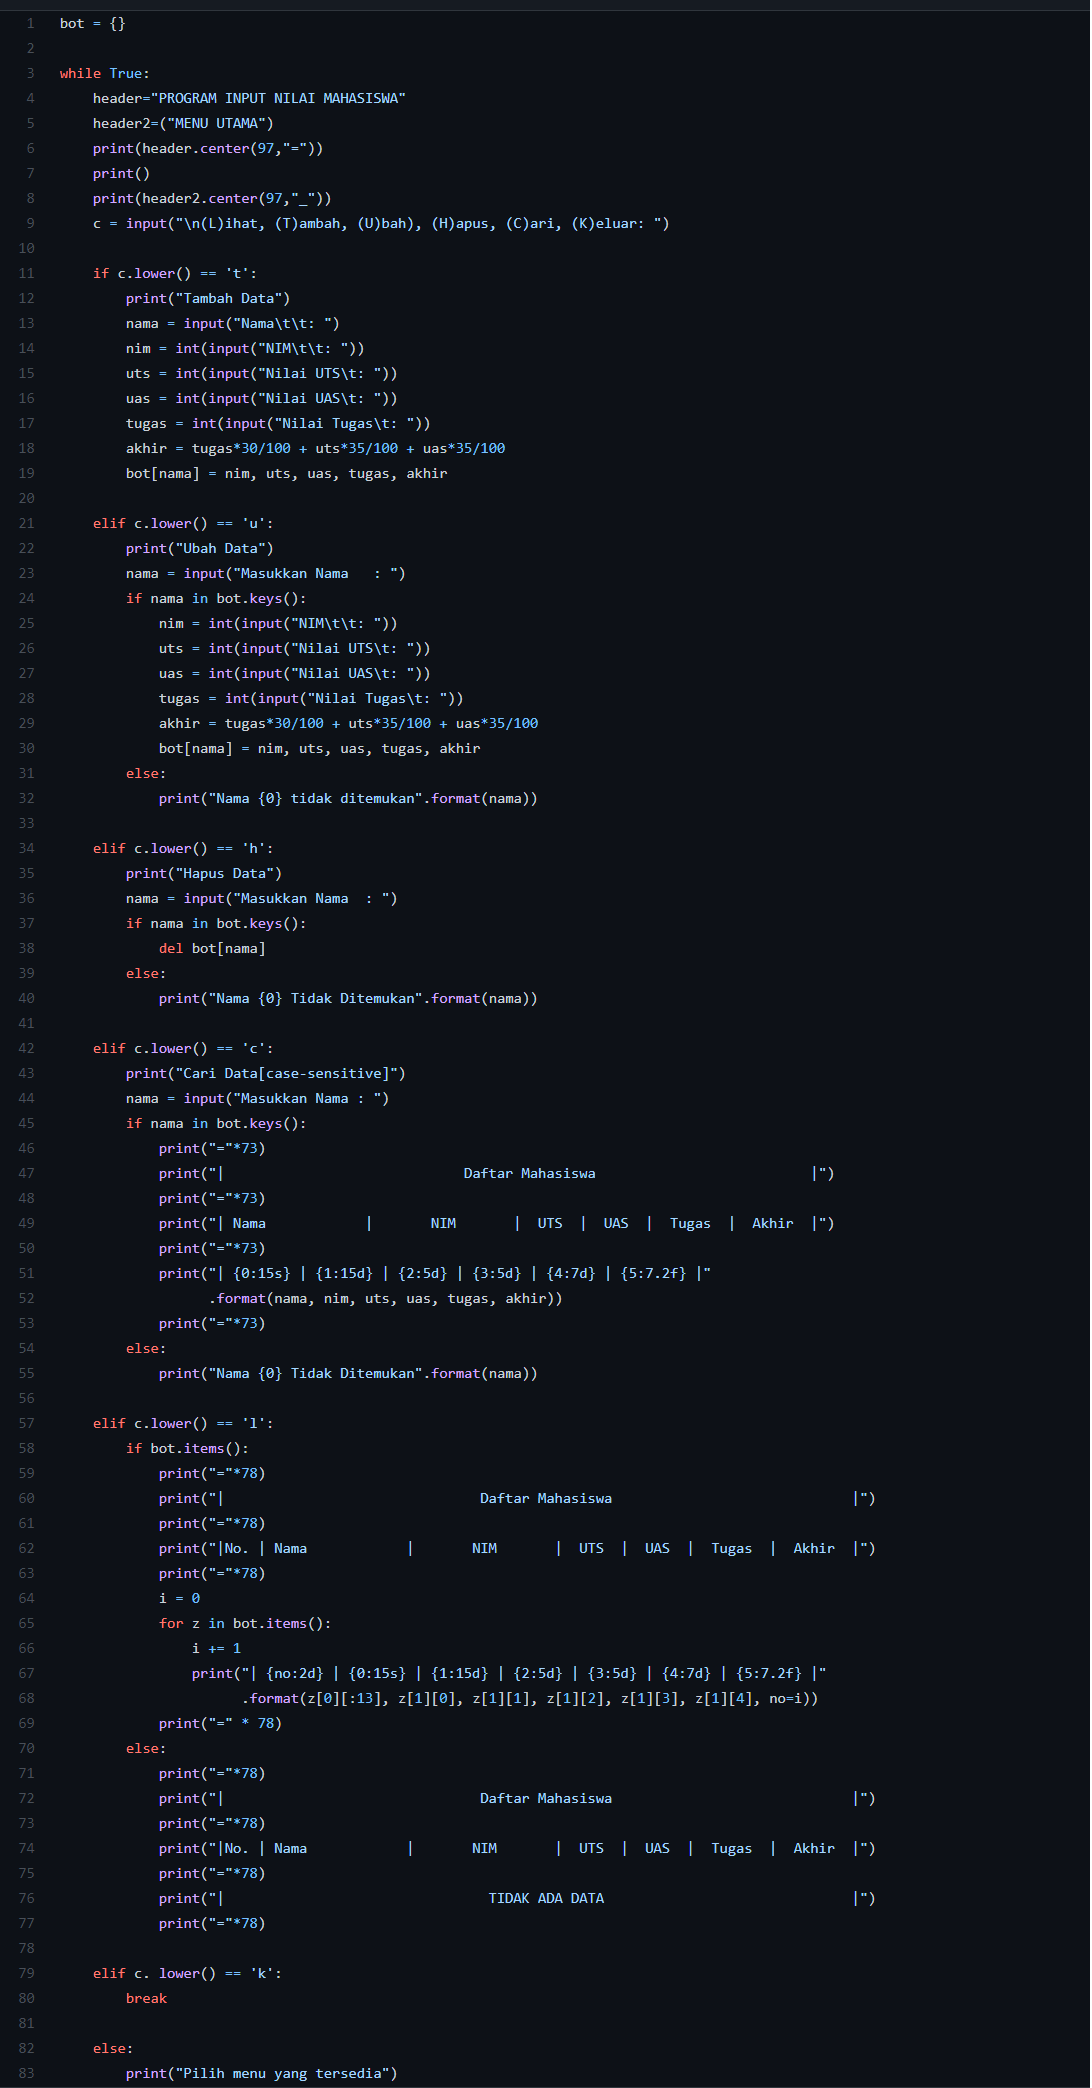 1 bot = {}
2
3 while True:
4     header="PROGRAM INPUT NILAI MAHASISWA"
5     header2=("MENU UTAMA")
6     print(header.center(97,"="))
7     print()
8     print(header2.center(97,"_"))
9     c = input("\n(L)ihat, (T)ambah, (U)bah), (H)apus, (C)ari, (K)eluar: ")
10
11     if c.lower() == 't':
12         print("Tambah Data")
13         nama = input("Nama\t\t: ")
14         nim = int(input("NIM\t\t: "))
15         uts = int(input("Nilai UTS\t: "))
16         uas = int(input("Nilai UAS\t: "))
17         tugas = int(input("Nilai Tugas\t: "))
18         akhir = tugas*30/100 + uts*35/100 + uas*35/100
19         bot[nama] = nim, uts, uas, tugas, akhir
20
21     elif c.lower() == 'u':
22         print("Ubah Data")
23         nama = input("Masukkan Nama   : ")
24         if nama in bot.keys():
25             nim = int(input("NIM\t\t: "))
26             uts = int(input("Nilai UTS\t: "))
27             uas = int(input("Nilai UAS\t: "))
28             tugas = int(input("Nilai Tugas\t: "))
29             akhir = tugas*30/100 + uts*35/100 + uas*35/100
30             bot[nama] = nim, uts, uas, tugas, akhir
31         else:
32             print("Nama {0} tidak ditemukan".format(nama))
33
34     elif c.lower() == 'h':
35         print("Hapus Data")
36         nama = input("Masukkan Nama  : ")
37         if nama in bot.keys():
38             del bot[nama]
39         else:
40             print("Nama {0} Tidak Ditemukan".format(nama))
41
42     elif c.lower() == 'c':
43         print("Cari Data[case-sensitive]")
44         nama = input("Masukkan Nama : ")
45         if nama in bot.keys():
46             print("="*73)
47             print("|                             Daftar Mahasiswa                          |")
48             print("="*73)
49             print("| Nama            |       NIM       |  UTS  |  UAS  |  Tugas  |  Akhir  |")
50             print("="*73)
51             print("| {0:15s} | {1:15d} | {2:5d} | {3:5d} | {4:7d} | {5:7.2f} |"
52                   .format(nama, nim, uts, uas, tugas, akhir))
53             print("="*73)
54         else:
55             print("Nama {0} Tidak Ditemukan".format(nama))
56
57     elif c.lower() == 'l':
58         if bot.items():
59             print("="*78)
60             print("|                               Daftar Mahasiswa                             |")
61             print("="*78)
62             print("|No. | Nama            |       NIM       |  UTS  |  UAS  |  Tugas  |  Akhir  |")
63             print("="*78)
64             i = 0
65             for z in bot.items():
66                 i += 1
67                 print("| {no:2d} | {0:15s} | {1:15d} | {2:5d} | {3:5d} | {4:7d} | {5:7.2f} |"
68                       .format(z[0][:13], z[1][0], z[1][1], z[1][2], z[1][3], z[1][4], no=i))
69             print("=" * 78)
70         else:
71             print("="*78)
72             print("|                               Daftar Mahasiswa                             |")
73             print("="*78)
74             print("|No. | Nama            |       NIM       |  UTS  |  UAS  |  Tugas  |  Akhir  |")
75             print("="*78)
76             print("|                                TIDAK ADA DATA                              |")
77             print("="*78)
78
79     elif c. lower() == 'k':
80         break
81
82     else:
83         print("Pilih menu yang tersedia")